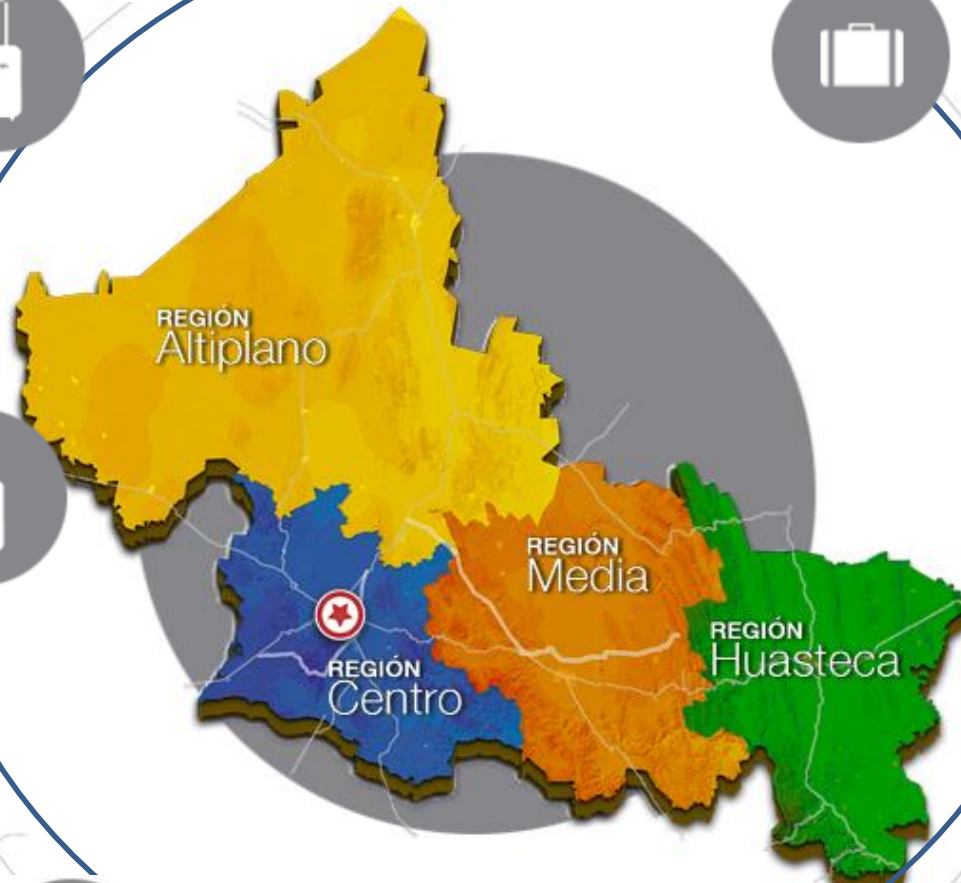 REGIÓN
Altiplano
REGIÓN
Media
REGIÓN
Huasteca
REGIÓN
Centro